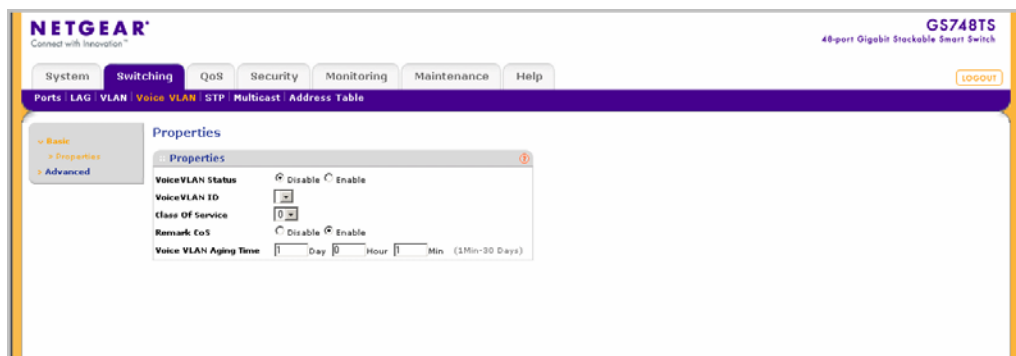 NETGEAR®
Connect with Innovation™
GS748TS
48-port Gigabit Stackable Smart Switch
System Switching QoS Security Monitoring Maintenance Help
LOGOUT
Ports | LAG | VLAN | Voice VLAN | STP | Multicast | Address Table
Basic
Properties
Advanced
Properties
Properties
VoiceVLAN Status Disable Enable
VoiceVLAN ID
Class Of Service 0
Remark CoS Disable Enable
Voice VLAN Aging Time 1 Day 0 Hour 1 Min (1Min-30 Days)